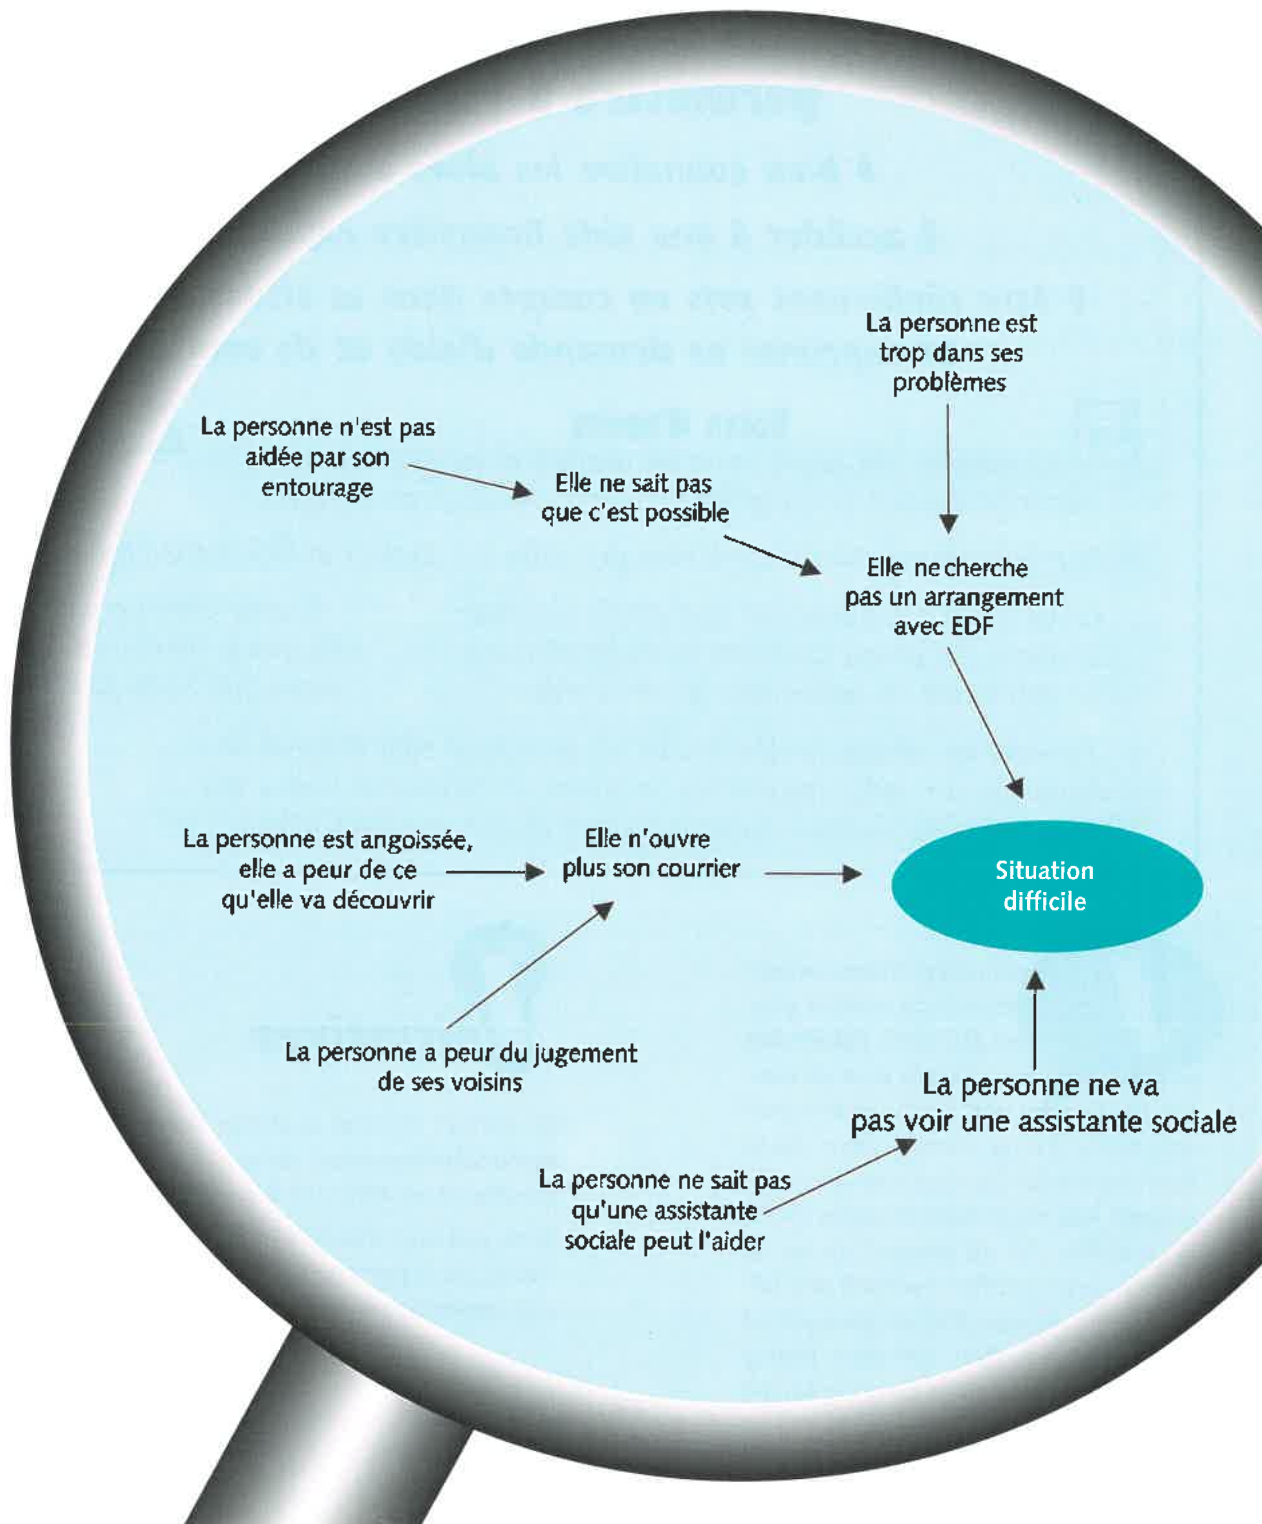 La personne est
trop dans ses
problèmes
La personne n'est pas
aidée par son
entourage
Elle ne sait pas
que c'est possible
Elle ne cherche
pas un arrangement
avec EDF
La personne est angoissée,
elle a peur de ce
qu'elle va découvrir
Elle n'ouvre
plus son courrier
Situation
difficile
La personne a peur du jugement
de ses voisins
La personne ne va
pas voir une assistante sociale
La personne ne sait pas
qu'une assistante
sociale peut l'aider